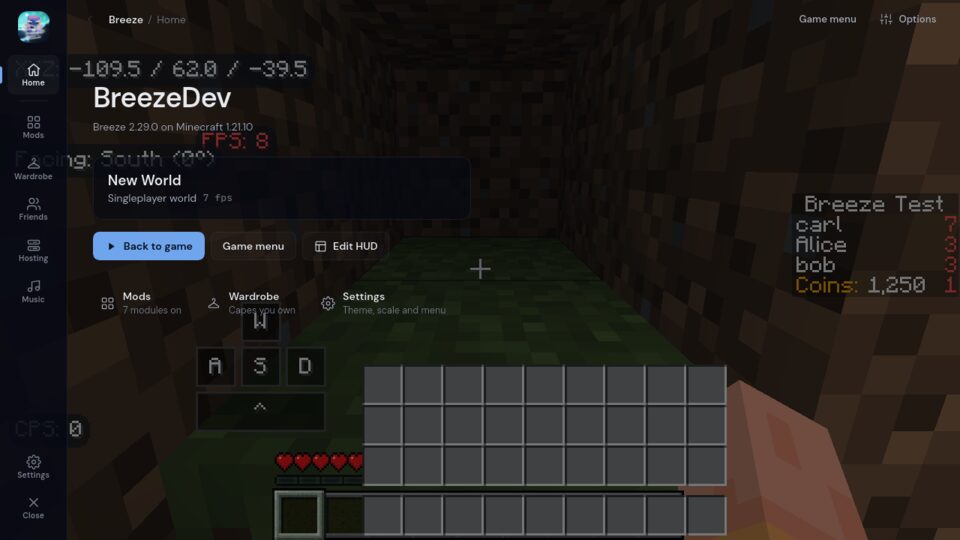 Breeze / Home
Game menu
Options
Home
-109.5 / 62.0 / -39.5
BreezeDev
Breeze 2.29.0 on Minecraft 1.21.10
FPS: 8
Mods
Facing: South (0°)
Wardrobe
New World
Singleplayer world 7 fps
Friends
Breeze Test
carl 7
Alice 3
bob 3
Coins: 1,250 1
Hosting
Back to game
Game menu
Edit HUD
Music
Mods
7 modules on
Wardrobe
Capes you own
Settings
Theme, scale and menu
W
A S D
^
CPS: 0
Settings
Close